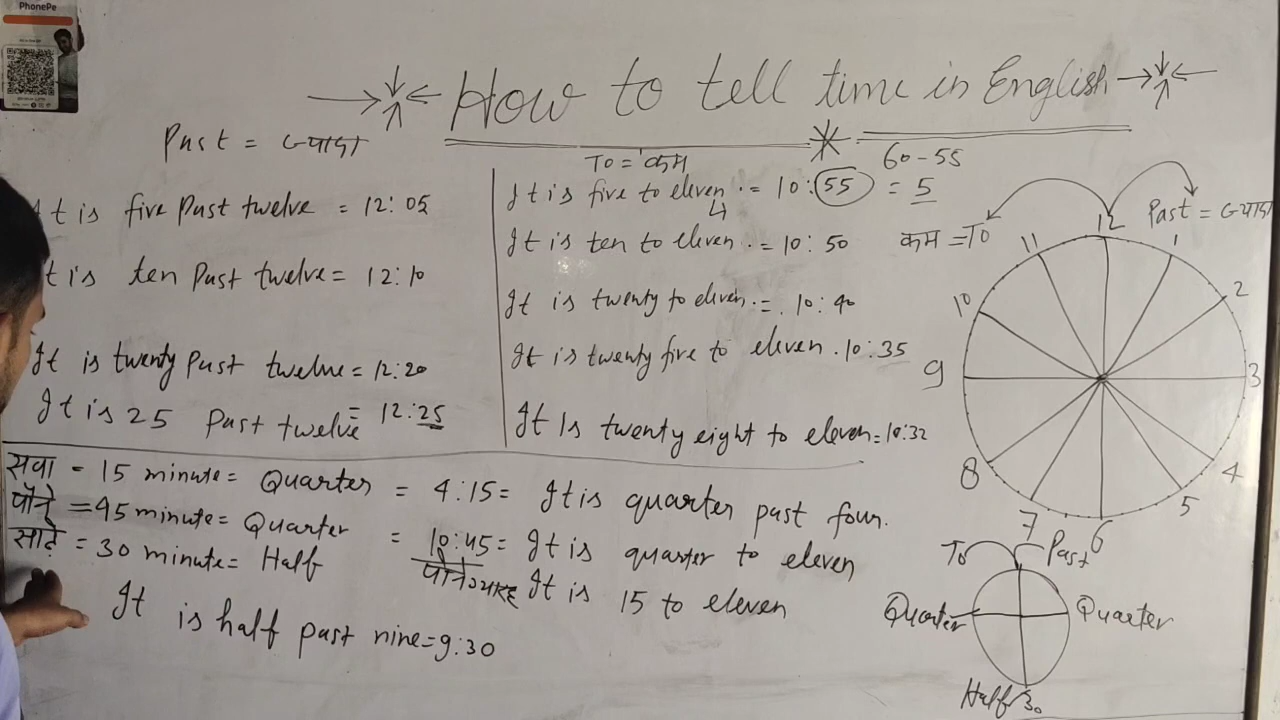 PhonePe
How to tell time in English
Past = ज्यादा
It is five Past twelve = 12:05
It is ten Past twelve = 12:10
It is twenty Past twelve = 12:20
It is 25 Past twelve = 12:25
To = कम
60-55
It is five to eleven. = 10:55 = 5
It is ten to eleven. = 10:50
It is twenty to eleven. = 10:40
It is twenty five to eleven. 10:35
It Is twenty eight to eleven = 10:32
कम = To
Past = ज्यादा
12
1
2
3
4
5
6
7
8
9
10
11
सवा - 15 minute = Quarter = 4:15 = It is quarter past four.
पौने = 45 minute = Quarter = 10:45 = It is quarter to eleven
साढे = 30 minute = Half
पौने ग्यारह It is 15 to eleven
It is half past nine = 9:30
To Past
Quarter Quarter
Half 30